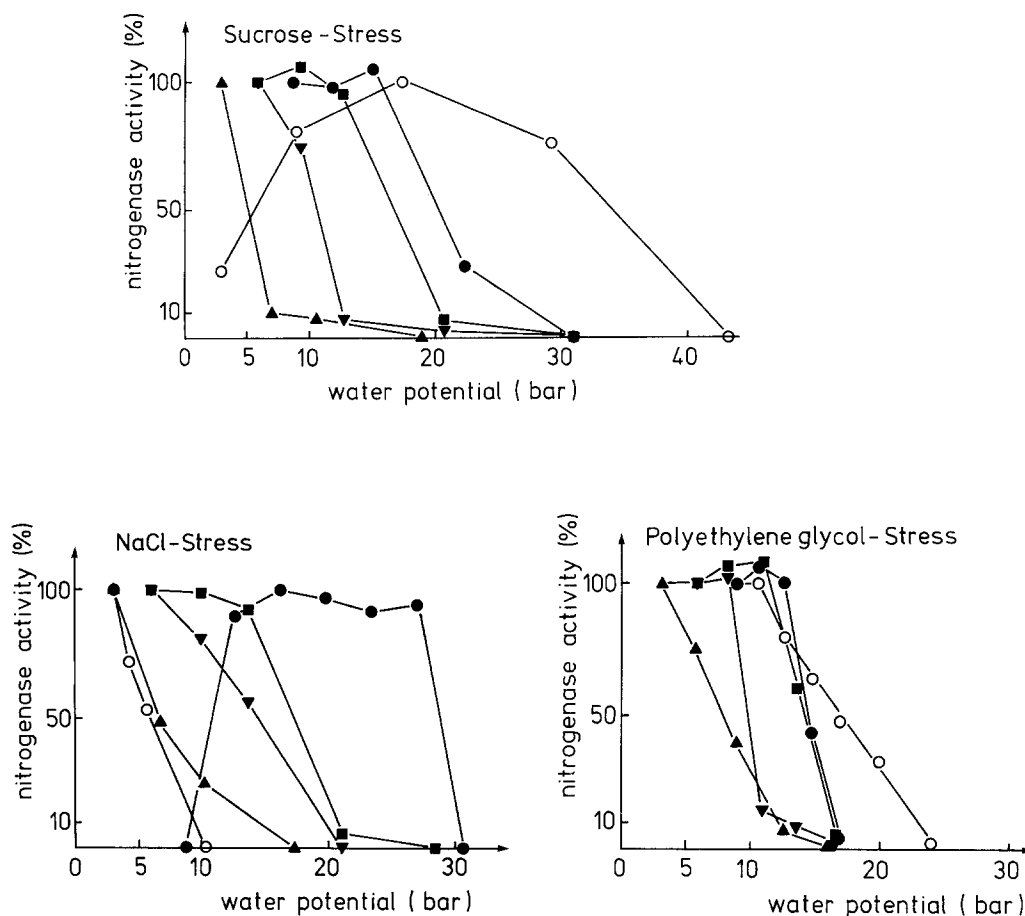 Sucrose-Stress
nitrogenase activity (%)
100
50
10
0 5 10 20 30 40
water potential (bar)
NaCl-Stress
nitrogenase activity (%)
100
50
10
0 5 10 20 30
water potential (bar)
Polyethylene glycol-Stress
nitrogenase activity (%)
100
50
10
0 5 10 20 30
water potential (bar)